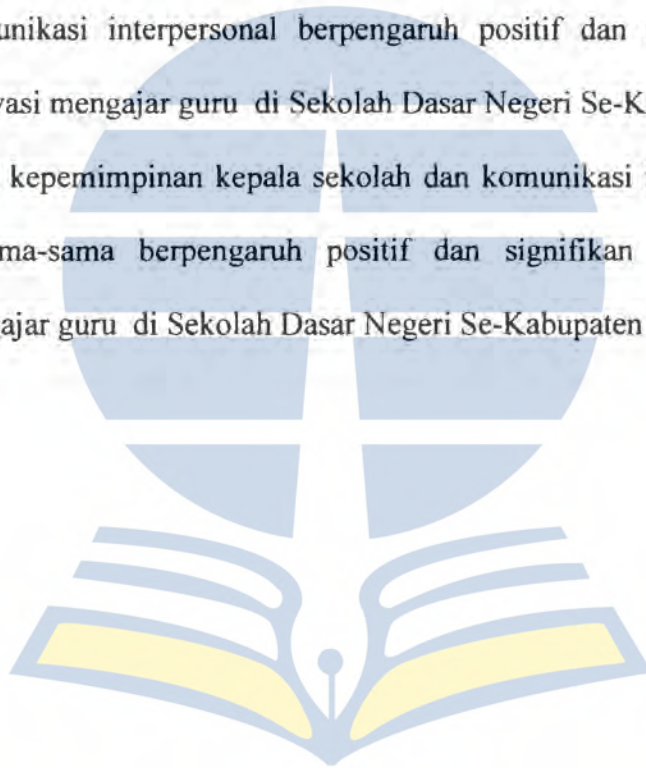 unikasi interpersonal berpengaruh positif dan
vasi mengajar guru di Sekolah Dasar Negeri Se-K
kepemimpinan kepala sekolah dan komunikasi
ma-sama berpengaruh positif dan signifikan
ajar guru di Sekolah Dasar Negeri Se-Kabupaten